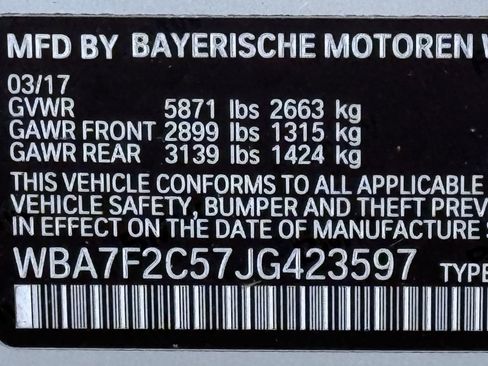 MFD BY BAYERISCHE MOTOREN W
03/17
GVWR 5871 lbs 2663 kg
GAWR FRONT 2899 lbs 1315 kg
GAWR REAR 3139 lbs 1424 kg
THIS VEHICLE CONFORMS TO ALL APPLICABLE
VEHICLE SAFETY, BUMPER AND THEFT PREV
IN EFFECT ON THE DATE OF MANUFACTURE S
WBA7F2C57JG423597 TYPE